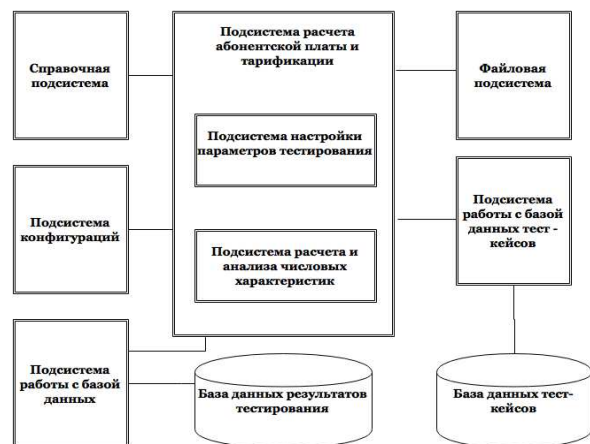 Подсистема расчета
абонентской платы и
тарификации
Справочная
подсистема
Файловая
подсистема
Подсистема настройки
параметров тестирования
Подсистема
конфигураций
Подсистема
работы с базой
данных тест -
кейсов
Подсистема расчета и
анализа числовых
характеристик
Подсистема
работы с базой
данных
База данных результатов
тестирования
База данных тест-
кейсов